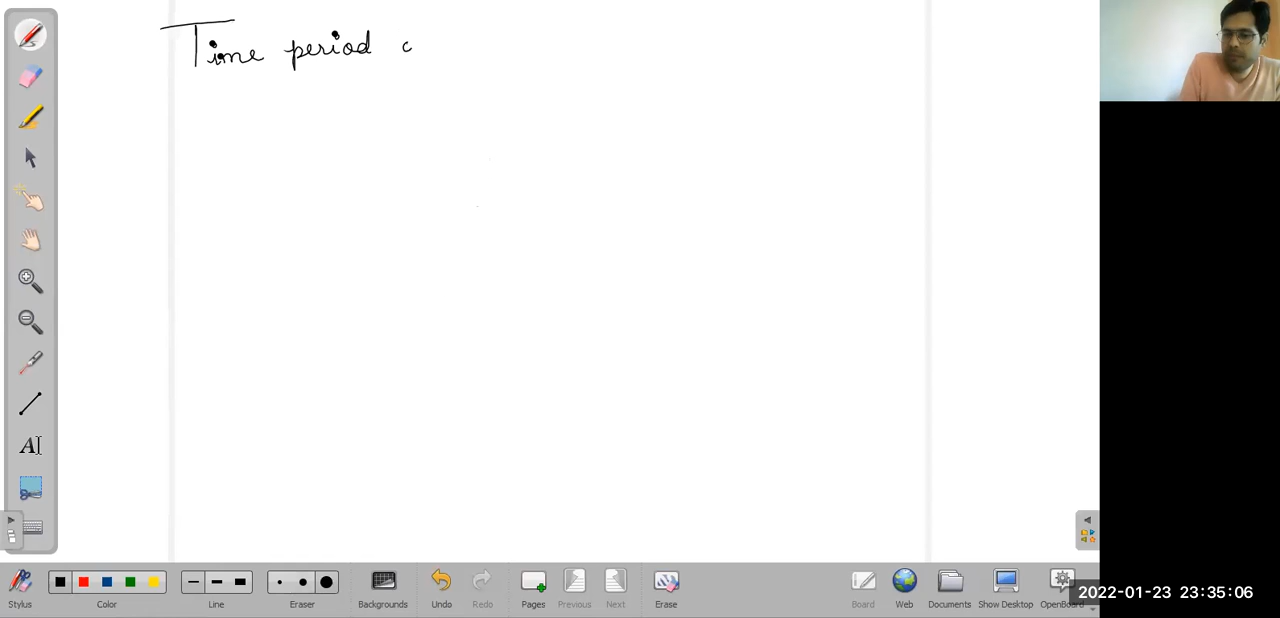 Time period
A
Stylus
Color
Line
Eraser
Backgrounds
Undo
Redo
Pages
Previous
Next
Erase
Board
Web
Documents
Show Desktop
OpenBoard
2022-01-23 23:35:06